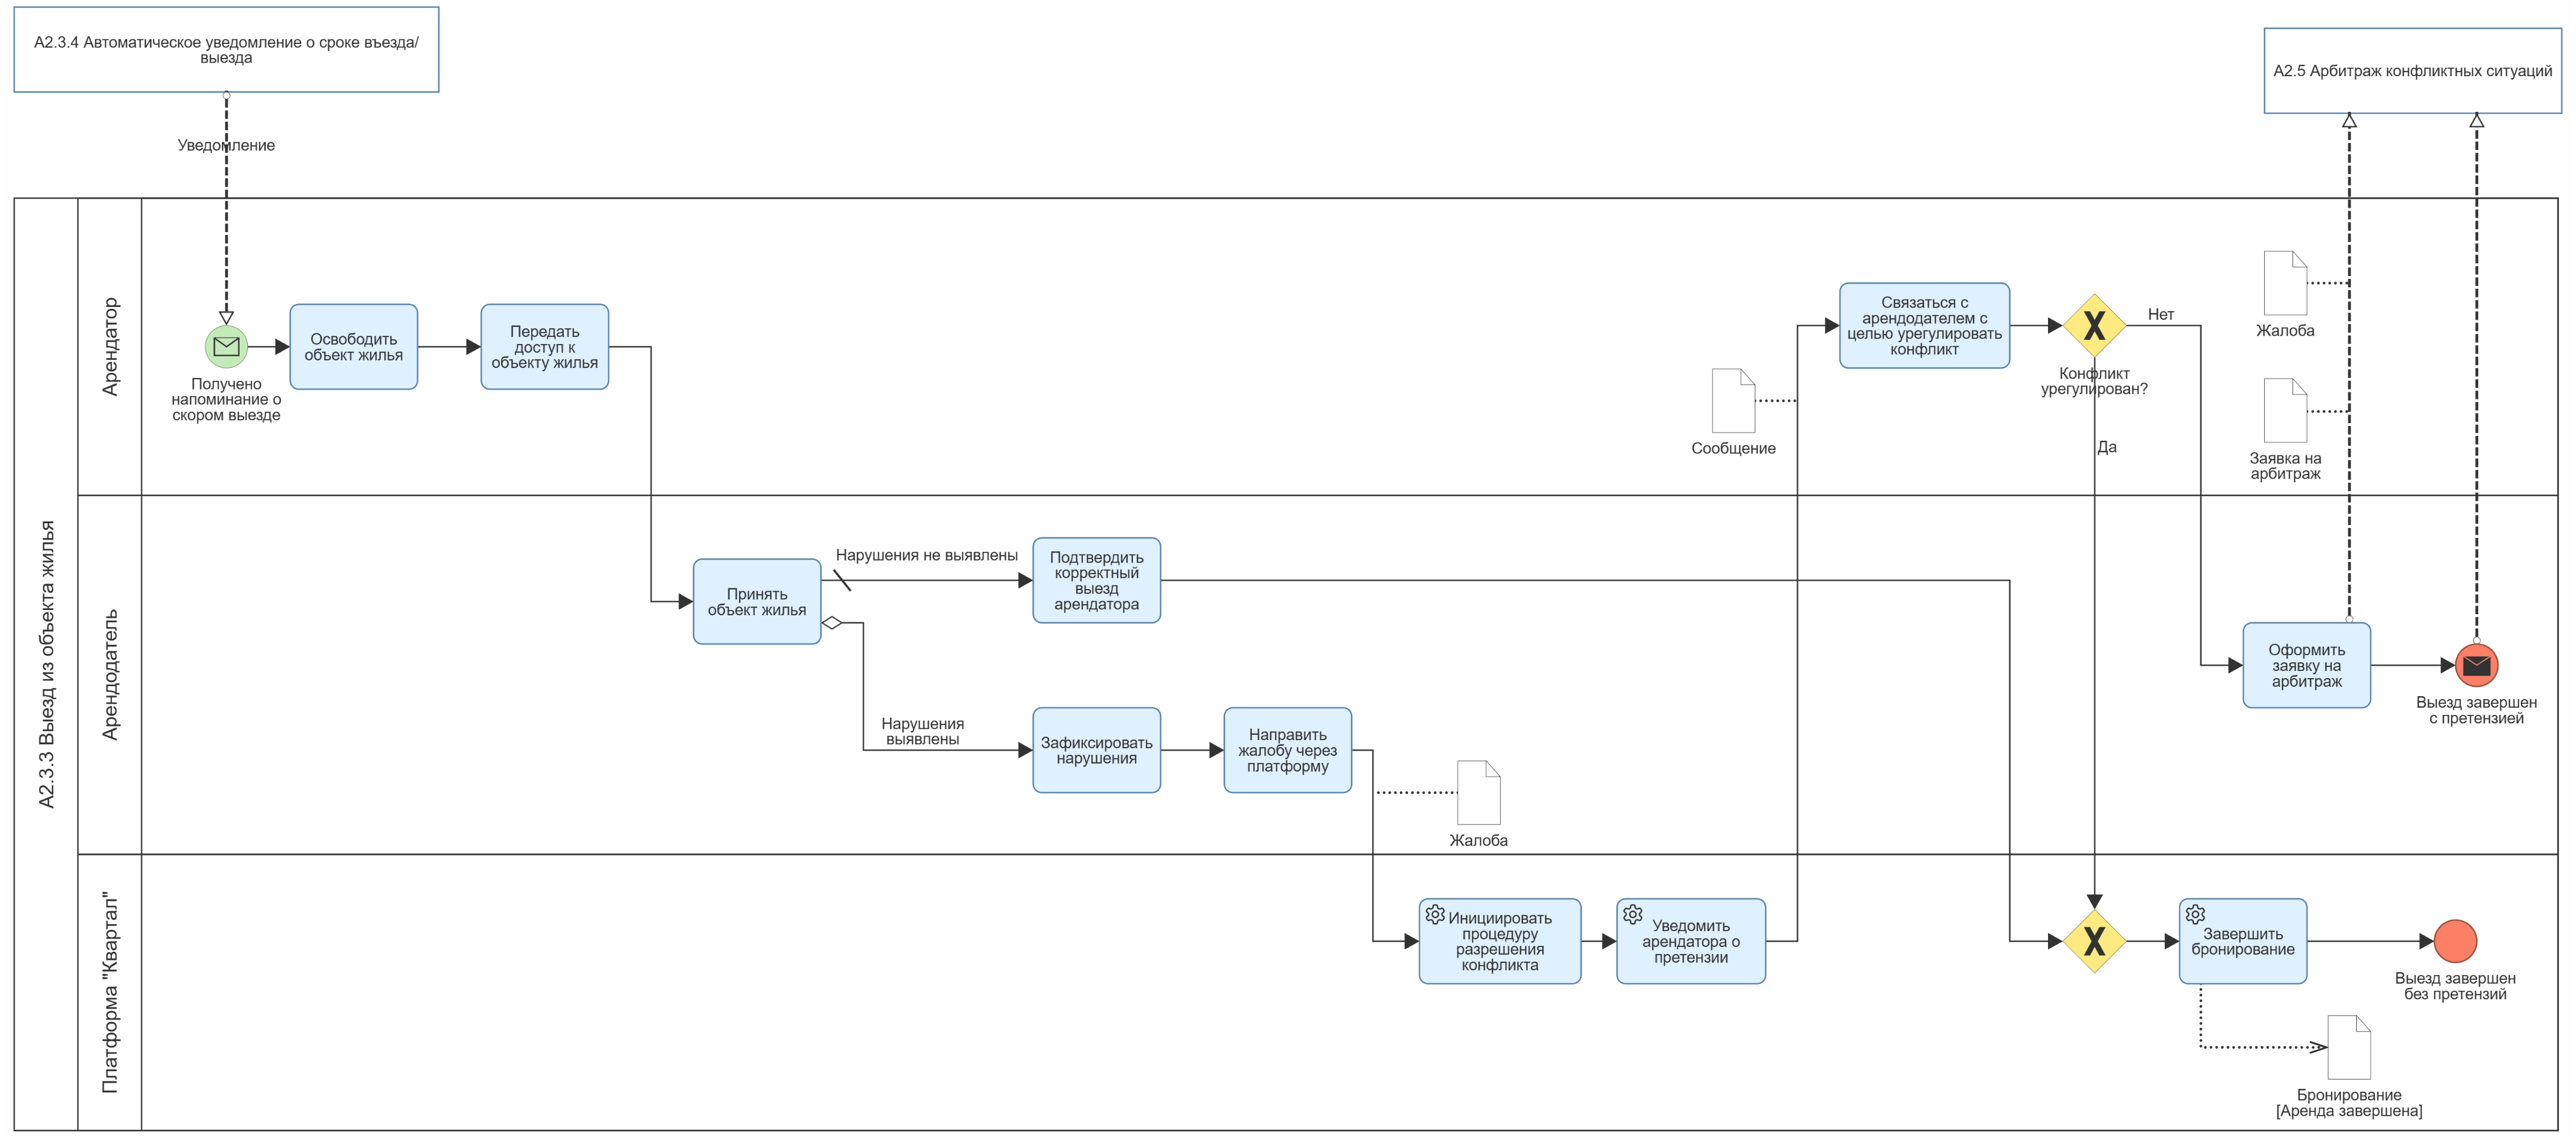 А2.3.4 Автоматическое уведомление о сроке въезда/
выезда
А2.5 Арбитраж конфликтных ситуаций
Уведомление
А2.3.3 Выезд из объекта жилья
Арендатор
Получено
напоминание о
скором выезде
Освободить
объект жилья
Передать
доступ к
объекту жилья
Сообщение
Связаться с
арендодателем с
целью урегулировать
конфликт
Конфликт
урегулирован?
Нет
Да
Жалоба
Заявка на
арбитраж
Арендодатель
Принять
объект жилья
Нарушения не выявлены
Подтвердить
корректный
выезд
арендатора
Нарушения
выявлены
Зафиксировать
нарушения
Направить
жалобу через
платформу
Жалоба
Оформить
заявку на
арбитраж
Выезд завершен
с претензией
Платформа "Квартал"
Инициировать
процедуру
разрешения
конфликта
Уведомить
арендатора о
претензии
Завершить
бронирование
Выезд завершен
без претензий
Бронирование
[Аренда завершена]